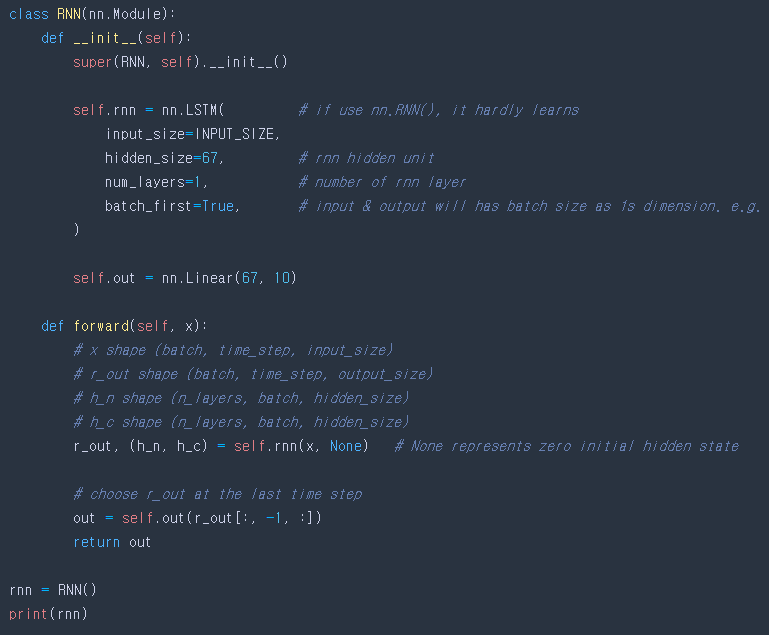 class RNN(nn.Module):
    def __init__(self):
        super(RNN, self).__init__()
        self.rnn = nn.LSTM(         # if use nn.RNN(), it hardly learns
            input_size=INPUT_SIZE,
            hidden_size=67,         # rnn hidden unit
            num_layers=1,           # number of rnn layer
            batch_first=True,       # input & output will has batch size as 1s dimension. e.g.
        )
        self.out = nn.Linear(67, 10)
    def forward(self, x):
        # x shape (batch, time_step, input_size)
        # r_out shape (batch, time_step, output_size)
        # h_n shape (n_layers, batch, hidden_size)
        # h_c shape (n_layers, batch, hidden_size)
        r_out, (h_n, h_c) = self.rnn(x, None)   # None represents zero initial hidden state
        # choose r_out at the last time step
        out = self.out(r_out[:, -1, :])
        return out
rnn = RNN()
print(rnn)